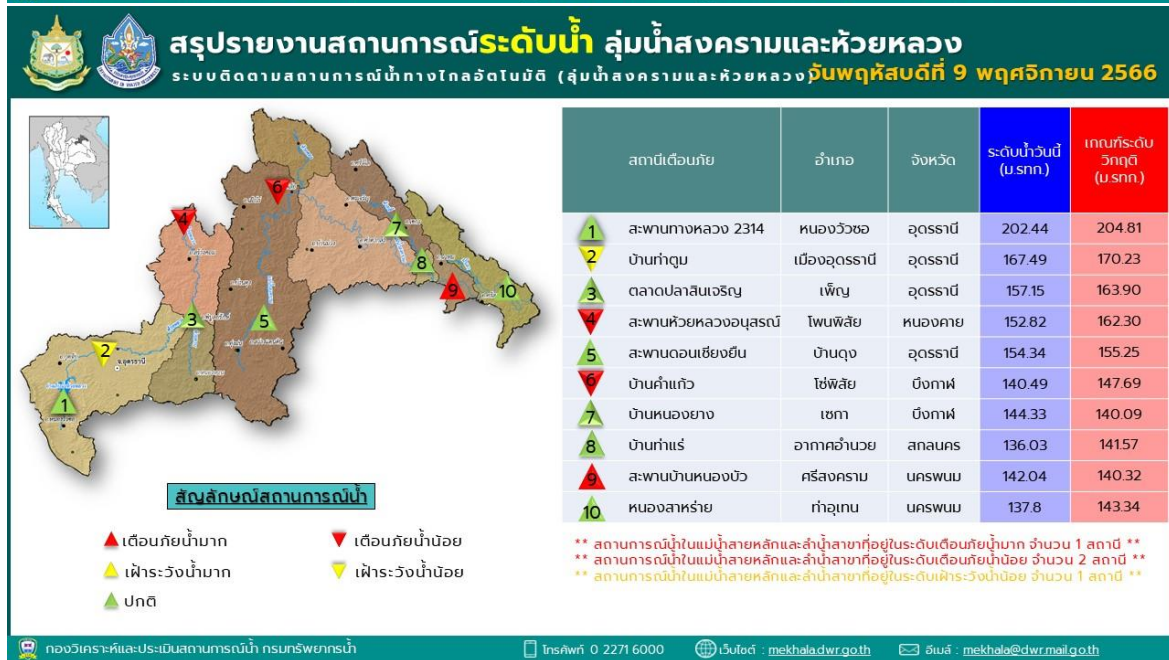 สรุปรายงานสถานการณ์ระดับน้ำ ลุ่มน้ำสงครามและห้วยหลวง
ระบบติดตามสถานการณ์น้ำทางไกลอัตโนมัติ (ลุ่มน้ำสงครามและห้วยหลวง) วันพฤหัสบดีที่ 9 พฤศจิกายน 2566
4
6
7
8
9
10
3
5
2
จ.อุดรธานี
1
สัญลักษณ์สถานการณ์น้ำ
เตือนภัยน้ำมาก เตือนภัยน้ำน้อย
เฝ้าระวังน้ำมาก เฝ้าระวังน้ำน้อย
ปกติ
สถานีเตือนภัย อำเภอ จังหวัด ระดับน้ำวันนี้ (ม.รทก.) เกณฑ์ระดับวิกฤติ (ม.รทก.)
1 สะพานทางหลวง 2314 หนองวัวซอ อุดรธานี 202.44 204.81
2 บ้านท่าตูม เมืองอุดรธานี อุดรธานี 167.49 170.23
3 ตลาดปลาสินเจริญ เพ็ญ อุดรธานี 157.15 163.90
4 สะพานห้วยหลวงอนุสรณ์ โพนพิสัย หนองคาย 152.82 162.30
5 สะพานดอนเชียงยืน บ้านดุง อุดรธานี 154.34 155.25
6 บ้านคำแก้ว โซ่พิสัย บึงกาฬ 140.49 147.69
7 บ้านหนองยาง เซกา บึงกาฬ 144.33 140.09
8 บ้านท่าแร่ อากาศอำนวย สกลนคร 136.03 141.57
9 สะพานบ้านหนองบัว ศรีสงคราม นครพนม 142.04 140.32
10 หนองสาหร่าย ท่าอุเทน นครพนม 137.8 143.34
** สถานการณ์น้ำในแม่น้ำสายหลักและลำน้ำสาขาที่อยู่ในระดับเตือนภัยน้ำมาก จำนวน 1 สถานี **
** สถานการณ์น้ำในแม่น้ำสายหลักและลำน้ำสาขาที่อยู่ในระดับเตือนภัยน้ำน้อย จำนวน 2 สถานี **
** สถานการณ์น้ำในแม่น้ำสายหลักและลำน้ำสาขาที่อยู่ในระดับเฝ้าระวังน้ำน้อย จำนวน 1 สถานี **
กองวิเคราะห์และประเมินสถานการณ์น้ำ กรมทรัพยากรน้ำ โทรศัพท์ 0 2271 6000 เว็บไซต์ : mekhala.dwr.go.th อีเมล์ : mekhala@dwr.mail.go.th